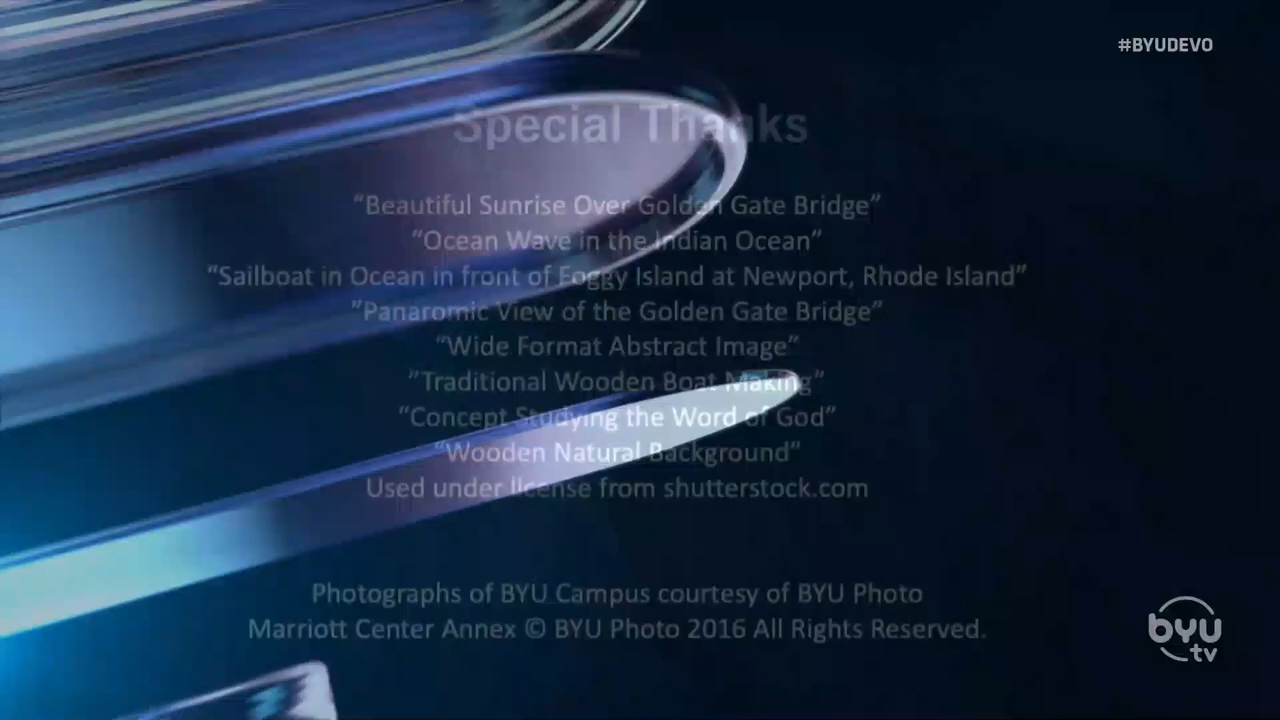 #BYUDEVO
Special Thanks
“Beautiful Sunrise Over Golden Gate Bridge”
“Ocean Wave in the Indian Ocean”
“Sailboat in Ocean in front of Foggy Island at Newport, Rhode Island”
”Panaromic View of the Golden Gate Bridge”
“Wide Format Abstract Image”
”Traditional Wooden Boat Making”
“Concept Studying the Word of God”
“Wooden Natural Background”
Used under license from shutterstock.com
Photographs of BYU Campus courtesy of BYU Photo
Marriott Center Annex © BYU Photo 2016 All Rights Reserved.
byu
tv